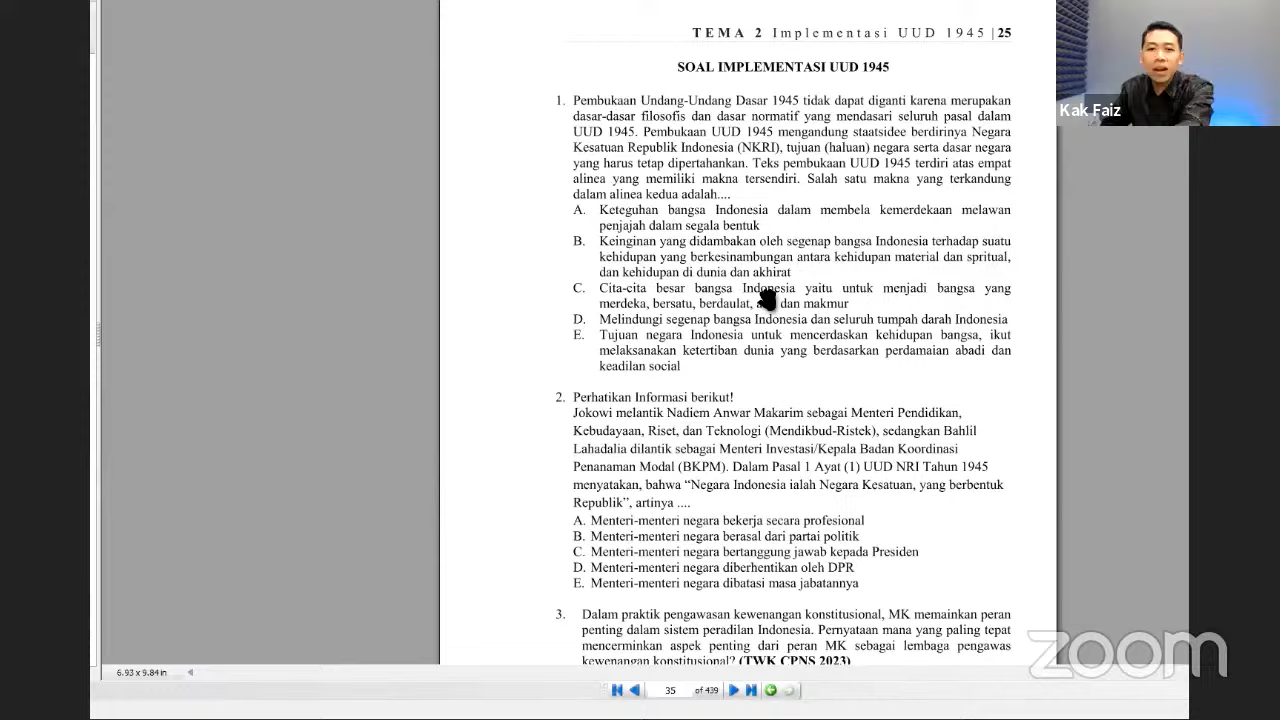 TEMA 2 Implementasi UUD 1945 |25
SOAL IMPLEMENTASI UUD 1945
1. Pembukaan Undang-Undang Dasar 1945 tidak dapat diganti karena merupakan
dasar-dasar filosofis dan dasar normatif yang mendasari seluruh pasal dalam
UUD 1945. Pembukaan UUD 1945 mengandung staatsidee berdirinya Negara
Kesatuan Republik Indonesia (NKRI), tujuan (haluan) negara serta dasar negara
yang harus tetap dipertahankan. Teks pembukaan UUD 1945 terdiri atas empat
alinea yang memiliki makna tersendiri. Salah satu makna yang terkandung
dalam alinea kedua adalah....
A. Keteguhan bangsa Indonesia dalam membela kemerdekaan melawan
penjajah dalam segala bentuk
B. Keinginan yang didambakan oleh segenap bangsa Indonesia terhadap suatu
kehidupan yang berkesinambungan antara kehidupan material dan spritual,
dan kehidupan di dunia dan akhirat
C. Cita-cita besar bangsa Indonesia yaitu untuk menjadi bangsa yang
merdeka, bersatu, berdaulat, dan makmur
D. Melindungi segenap bangsa Indonesia dan seluruh tumpah darah Indonesia
E. Tujuan negara Indonesia untuk mencerdaskan kehidupan bangsa, ikut
melaksanakan ketertiban dunia yang berdasarkan perdamaian abadi dan
keadilan social
2. Perhatikan Informasi berikut!
Jokowi melantik Nadiem Anwar Makarim sebagai Menteri Pendidikan,
Kebudayaan, Riset, dan Teknologi (Mendikbud-Ristek), sedangkan Bahlil
Lahadalia dilantik sebagai Menteri Investasi/Kepala Badan Koordinasi
Penanaman Modal (BKPM). Dalam Pasal 1 Ayat (1) UUD NRI Tahun 1945
menyatakan, bahwa “Negara Indonesia ialah Negara Kesatuan, yang berbentuk
Republik”, artinya ....
A. Menteri-menteri negara bekerja secara profesional
B. Menteri-menteri negara berasal dari partai politik
C. Menteri-menteri negara bertanggung jawab kepada Presiden
D. Menteri-menteri negara diberhentikan oleh DPR
E. Menteri-menteri negara dibatasi masa jabatannya
3. Dalam praktik pengawasan kewenangan konstitusional, MK memainkan peran
penting dalam sistem peradilan Indonesia. Pernyataan mana yang paling tepat
mencerminkan aspek penting dari peran MK sebagai lembaga pengawas
kewenangan konstitusional? (TWK CPNS 2023)
Kak Faiz
zoom
6.93 x 9.84 in
35 of 439